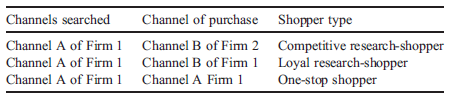 Channels searched Channel of purchase Shopper type
Channel A of Firm 1 Channel B of Firm 2 Competitive research-shopper
Channel A of Firm 1 Channel B of Firm 1 Loyal research-shopper
Channel A of Firm 1 Channel A Firm 1 One-stop shopper